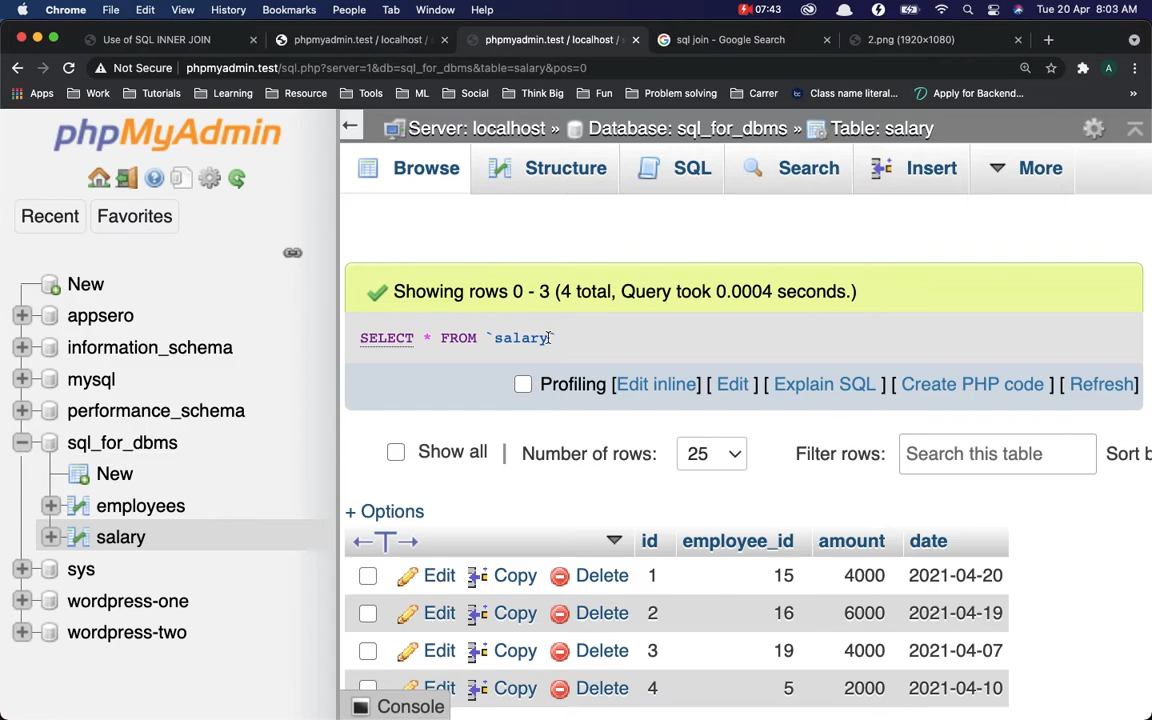 Chrome File Edit View History Bookmarks People Tab Window Help 07:43 Tue 20 Apr 8:03 AM
Use of SQL INNER JOIN phpmyadmin.test / localhost / phpmyadmin.test / localhost / sql join - Google Search 2.png (1920×1080)
Not Secure phpmyadmin.test/sql.php?server=1&db=sql_for_dbms&table=salary&pos=0 A
Apps Work Tutorials Learning Resource Tools ML Social Think Big Fun Problem solving Carrer bc Class name literal... Apply for Backend... »
phpMyAdmin
Recent Favorites
New
appsero
information_schema
mysql
performance_schema
sql_for_dbms
New
employees
salary
sys
wordpress-one
wordpress-two
Server: localhost » Database: sql_for_dbms » Table: salary
Browse Structure SQL Search Insert More
Showing rows 0 - 3 (4 total, Query took 0.0004 seconds.)
SELECT * FROM `salary`
Profiling [Edit inline] [ Edit ] [ Explain SQL ] [ Create PHP code ] [ Refresh]
Show all | Number of rows: 25 Filter rows: Search this table Sort b
+ Options
←T→ id employee_id amount date
Edit Copy Delete 1 15 4000 2021-04-20
Edit Copy Delete 2 16 6000 2021-04-19
Edit Copy Delete 3 19 4000 2021-04-07
Edit Copy Delete 4 5 2000 2021-04-10
Console